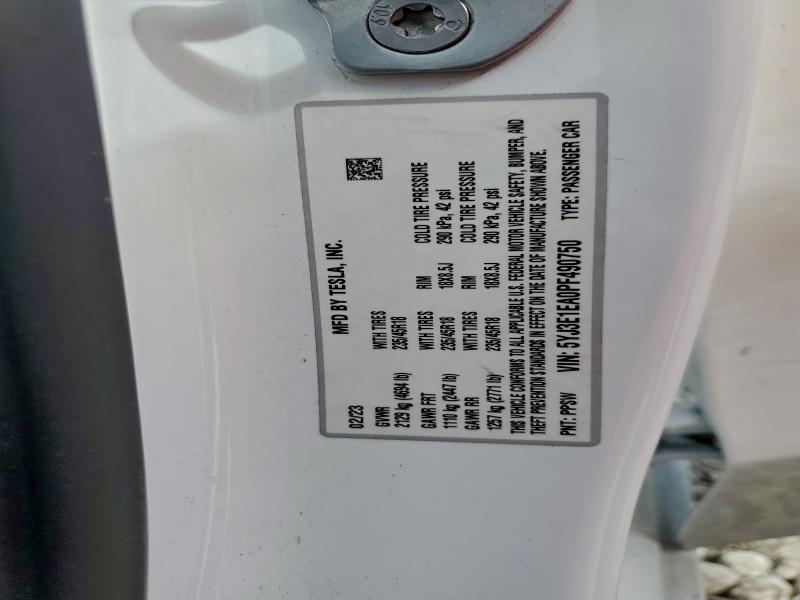 10.9
MFD BY TESLA, INC.
02/23
GVWR WITH TIRES RIM COLD TIRE PRESSURE
2129 kg (4694 lb) 235/45R18 18X8.5J 290 kPa, 42 psi
GAWR FRT WITH TIRES RIM COLD TIRE PRESSURE
1110 kg (2447 lb) 235/45R18 18X8.5J 290 kPa, 42 psi
GAWR RR WITH TIRES
1257 kg (2771 lb) 235/45R18
THIS VEHICLE CONFORMS TO ALL APPLICABLE U.S. FEDERAL MOTOR VEHICLE SAFETY, BUMPER, AND
THEFT PREVENTION STANDARDS IN EFFECT ON THE DATE OF MANUFACTURE SHOWN ABOVE.
PNT: PPSW VIN: 5YJ3E1EA0PF490750 TYPE: PASSENGER CAR